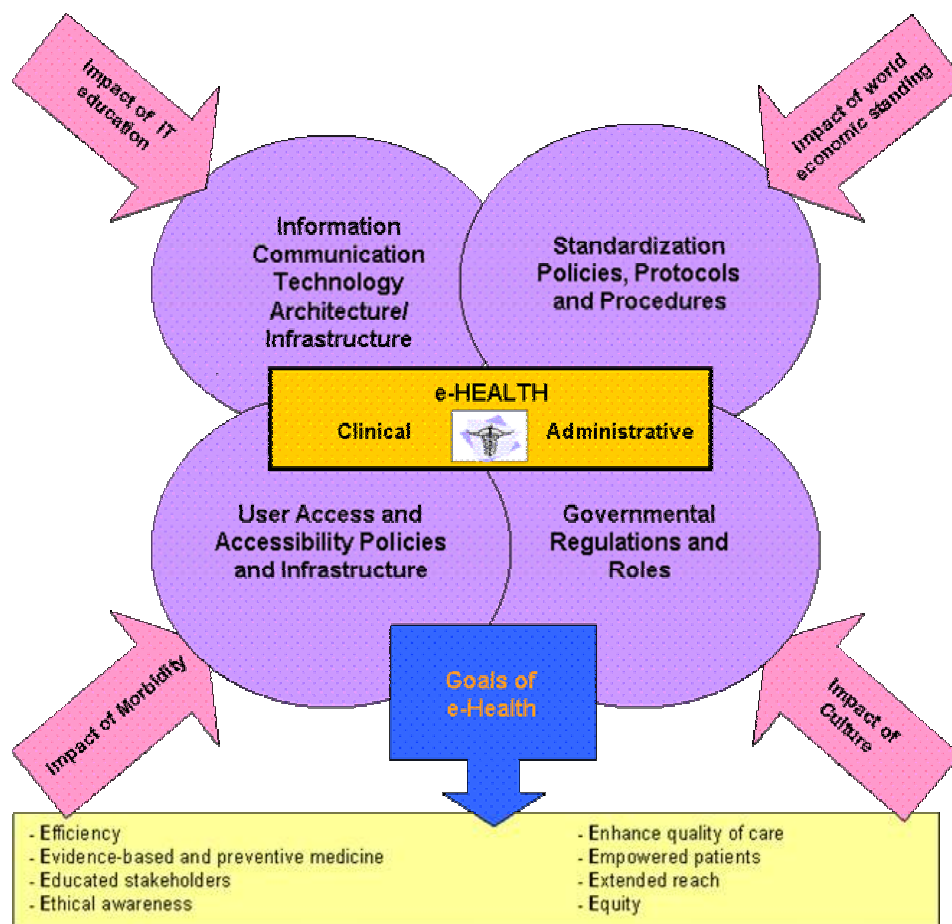 Impact of IT
education
Impact of world
economic standing
Information
Communication
Technology
Architecture/
Infrastructure
Standardization
Policies, Protocols
and Procedures
e-HEALTH
Clinical
Administrative
User Access and
Accessibility Policies
and Infrastructure
Governmental
Regulations and
Roles
Impact of Morbidity
Goals of
e-Health
Impact of
Culture
- Efficiency
- Evidence-based and preventive medicine
- Educated stakeholders
- Ethical awareness
- Enhance quality of care
- Empowered patients
- Extended reach
- Equity